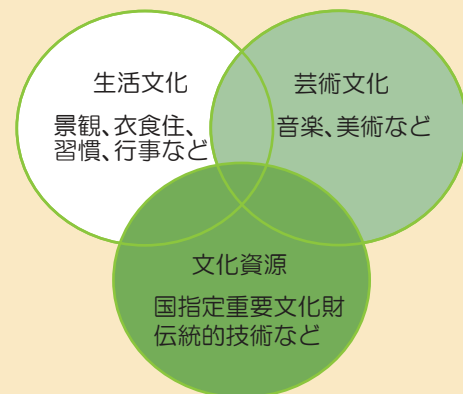 生活文化
景観、衣食住、
習慣、行事など
芸術文化
音楽、美術など
文化資源
国指定重要文化財
伝統的技術など